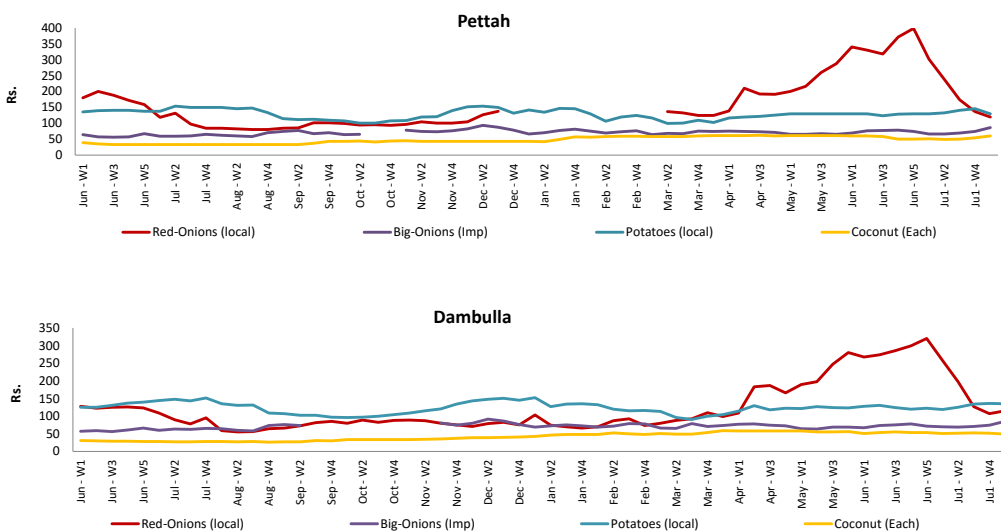 Pettah
400
350
300
250
200
150
100
50
0
Rs.
Jun - W1
Jun - W3
Jun - W5
Jul - W2
Jul - W4
Aug - W2
Aug - W4
Sep - W2
Sep - W4
Oct - W2
Oct - W4
Nov - W2
Nov - W4
Dec - W2
Dec - W4
Jan - W2
Jan - W4
Feb - W2
Feb - W4
Mar - W2
Mar - W4
Apr - W1
Apr - W3
May - W1
May - W3
Jun - W1
Jun - W3
Jun - W5
Jul - W2
Jul - W4
Red-Onions (local)
Big-Onions (Imp)
Potatoes (local)
Coconut (Each)
Dambulla
350
300
250
200
150
100
50
0
Rs.
Jun - W1
Jun - W3
Jun - W5
Jul - W2
Jul - W4
Aug - W2
Aug - W4
Sep - W2
Sep - W4
Oct - W2
Oct - W4
Nov - W2
Nov - W4
Dec - W2
Dec - W4
Jan - W2
Jan - W4
Feb - W2
Feb - W4
Mar - W2
Mar - W4
Apr - W1
Apr - W3
May - W1
May - W3
Jun - W1
Jun - W3
Jun - W5
Jul - W2
Jul - W4
Red-Onions (local)
Big-Onions (Imp)
Potatoes (local)
Coconut (Each)